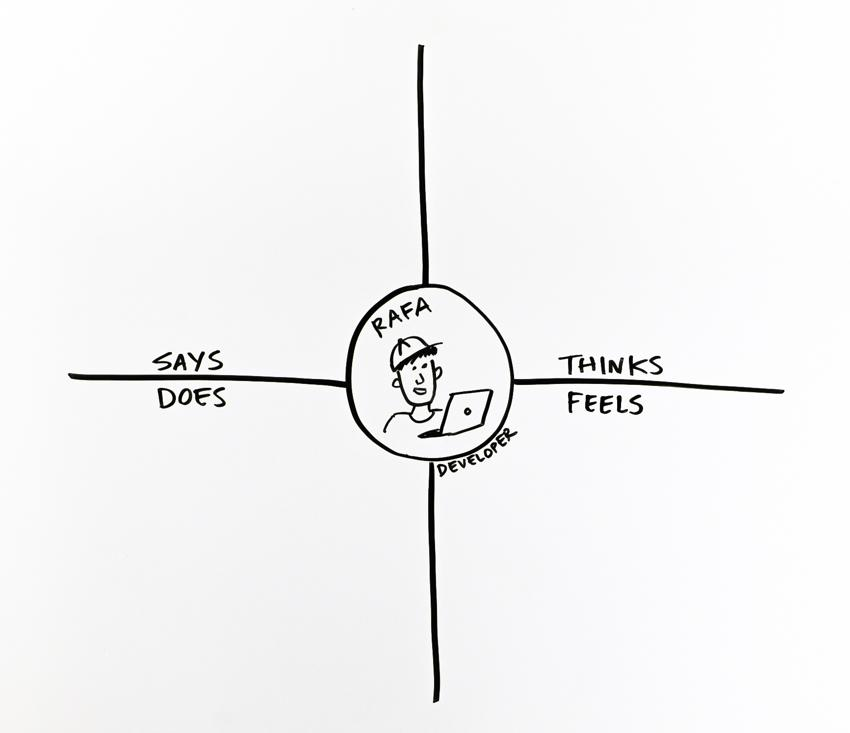 RAFA
SAYS
THINKS
DOES
FEELS
DEVELOPER